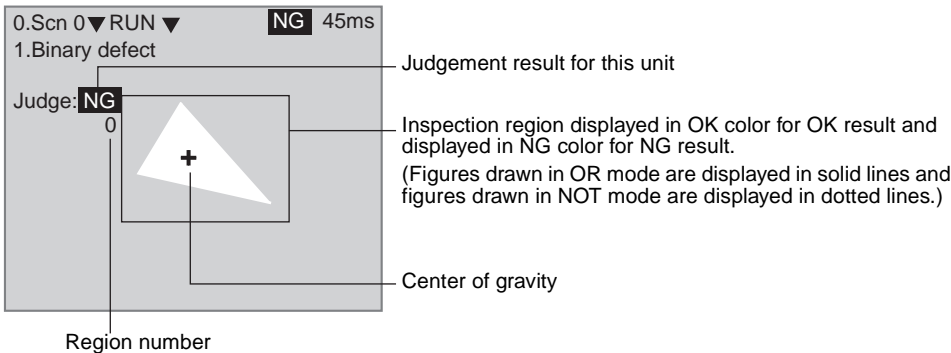 0.Scn 0▼ RUN ▼ NG 45ms
1.Binary defect
Judge: NG
0
Judgement result for this unit
Inspection region displayed in OK color for OK result and
displayed in NG color for NG result.
(Figures drawn in OR mode are displayed in solid lines and
figures drawn in NOT mode are displayed in dotted lines.)
Center of gravity
Region number